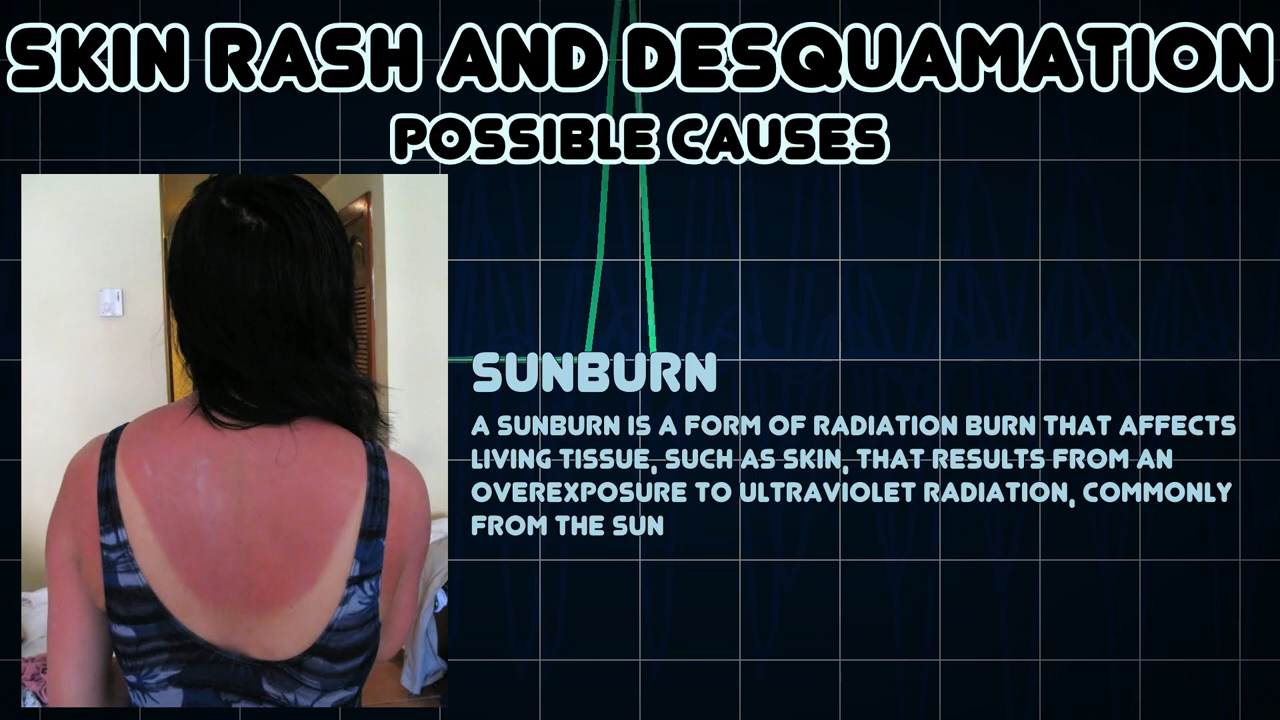 SKIN RASH AND DESQUAMATION
POSSIBLE CAUSES
SUNBURN
A SUNBURN IS A FORM OF RADIATION BURN THAT AFFECTS
LIVING TISSUE, SUCH AS SKIN, THAT RESULTS FROM AN
OVEREXPOSURE TO ULTRAVIOLET RADIATION, COMMONLY
FROM THE SUN